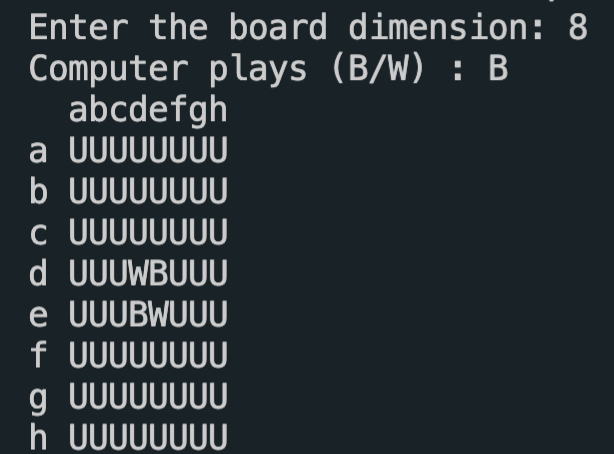 Enter the board dimension: 8
Computer plays (B/W) : B
  abcdefgh
a UUUUUUUU
b UUUUUUUU
c UUUUUUUU
d UUUWBUUU
e UUUBWUUU
f UUUUUUUU
g UUUUUUUU
h UUUUUUUU